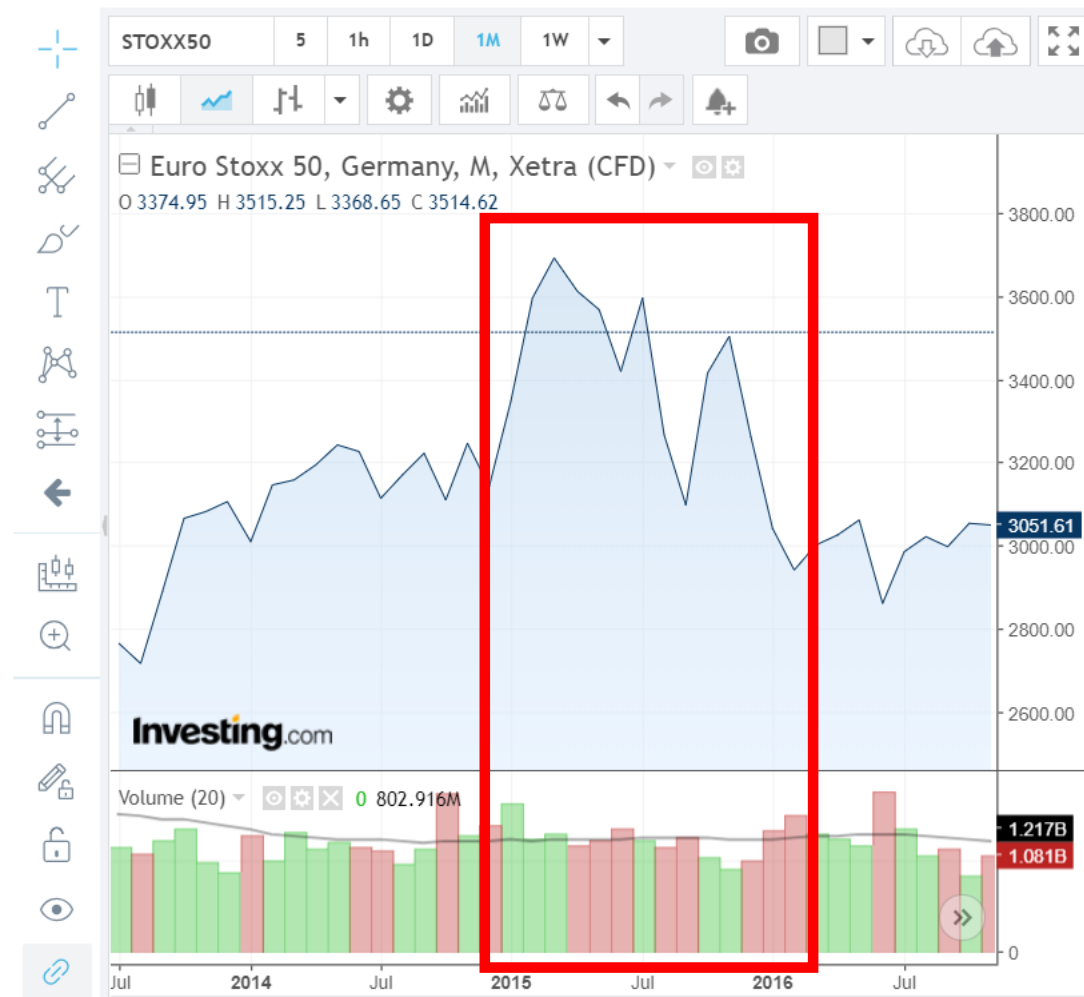 STOXX50 5 1h 1D 1M 1W
Euro Stoxx 50, Germany, M, Xetra (CFD)
O 3374.95 H 3515.25 L 3368.65 C 3514.62
3800.00
3600.00
3400.00
3200.00
3051.61
3000.00
2800.00
2600.00
Investing.com
Volume (20) 0 802.916M
1.217B
1.081B
0
Jul 2014 Jul 2015 Jul 2016 Jul